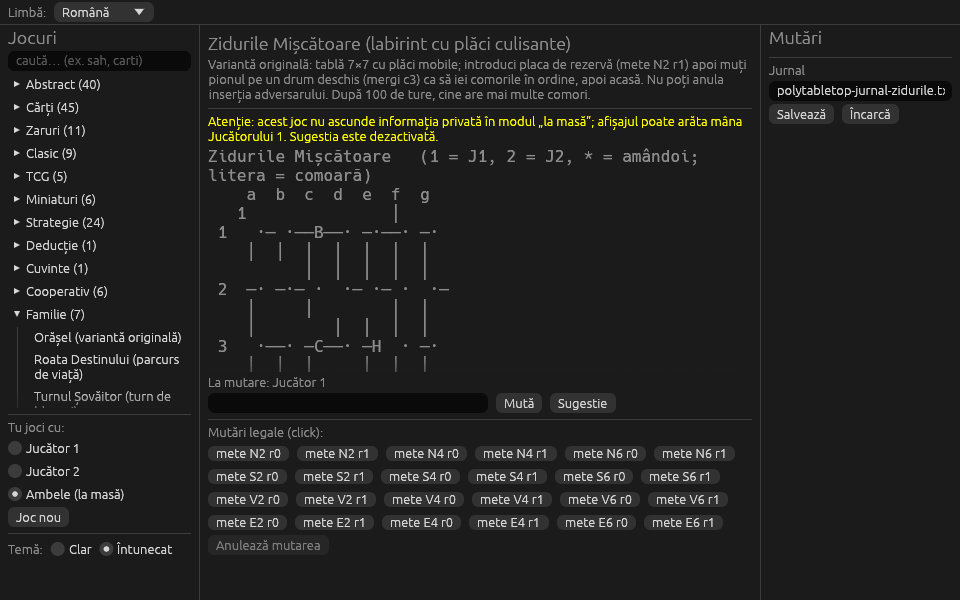 Limbă: Română
Jocuri
caută… (ex. sah, carti)
Abstract (40)
Cărți (45)
Zaruri (11)
Clasic (9)
TCG (5)
Miniaturi (6)
Strategie (24)
Deducție (1)
Cuvinte (1)
Cooperativ (6)
Familie (7)
Orășel (variantă originală)
Roata Destinului (parcurs
de viață)
Turnul Șovăitor (turn de
Tu joci cu:
Jucător 1
Jucător 2
Ambele (la masă)
Joc nou
Temă: Clar Întunecat
Zidurile Mișcătoare (labirint cu plăci culisante)
Variantă originală: tablă 7×7 cu plăci mobile; introduci placa de rezervă (mete N2 r1) apoi muți
pionul pe un drum deschis (mergi c3) ca să iei comorile în ordine, apoi acasă. Nu poți anula
inserția adversarului. După 100 de ture, cine are mai multe comori.
Atenție: acest joc nu ascunde informația privată în modul „la masă”; afișajul poate arăta mâna
Jucătorului 1. Sugestia este dezactivată.
Zidurile Mișcătoare (1 = J1, 2 = J2, * = amândoi;
litera = comoară)
a b c d e f g
1 |
1 ·─ ·──B──· ─·──· ─·
| | | | | | |
| | | | |
2 ─· ─·─ · ·─ ·─ · ·─
| | | |
| | | | |
3 ·──· ─C──· ─H · ─·
| | | | | |
La mutare: Jucător 1
Mută Sugestie
Mutări legale (click):
mete N2 r0 mete N2 r1 mete N4 r0 mete N4 r1 mete N6 r0 mete N6 r1
mete S2 r0 mete S2 r1 mete S4 r0 mete S4 r1 mete S6 r0 mete S6 r1
mete V2 r0 mete V2 r1 mete V4 r0 mete V4 r1 mete V6 r0 mete V6 r1
mete E2 r0 mete E2 r1 mete E4 r0 mete E4 r1 mete E6 r0 mete E6 r1
Anulează mutarea
Mutări
Jurnal
polytabletop-jurnal-zidurile.tx
Salvează Încarcă